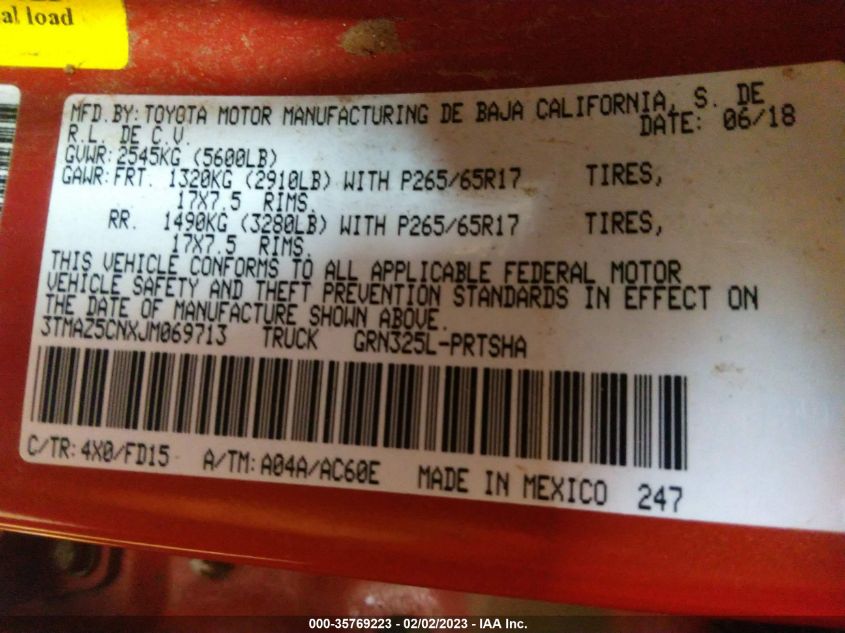 al load
MFD.BY:TOYOTA MOTOR MANUFACTURING DE BAJA CALIFORNIA, S. DE
R.L. DE C.V. DATE: 06/18
GVWR:2545KG (5600LB)
GAWR:FRT. 1320KG (2910LB) WITH P265/65R17 TIRES,
17X7.5 RIMS,
RR. 1490KG (3280LB) WITH P265/65R17 TIRES,
17X7.5 RIMS
THIS VEHICLE CONFORMS TO ALL APPLICABLE FEDERAL MOTOR
VEHICLE SAFETY AND THEFT PREVENTION STANDARDS IN EFFECT ON
THE DATE OF MANUFACTURE SHOWN ABOVE.
3TMAZ5CNXJM069713 TRUCK GRN325L-PRTSHA
C/TR:4X0/FD15 A/TM:A04A/AC60E MADE IN MEXICO 247
000-35769223 - 02/02/2023 - IAA Inc.